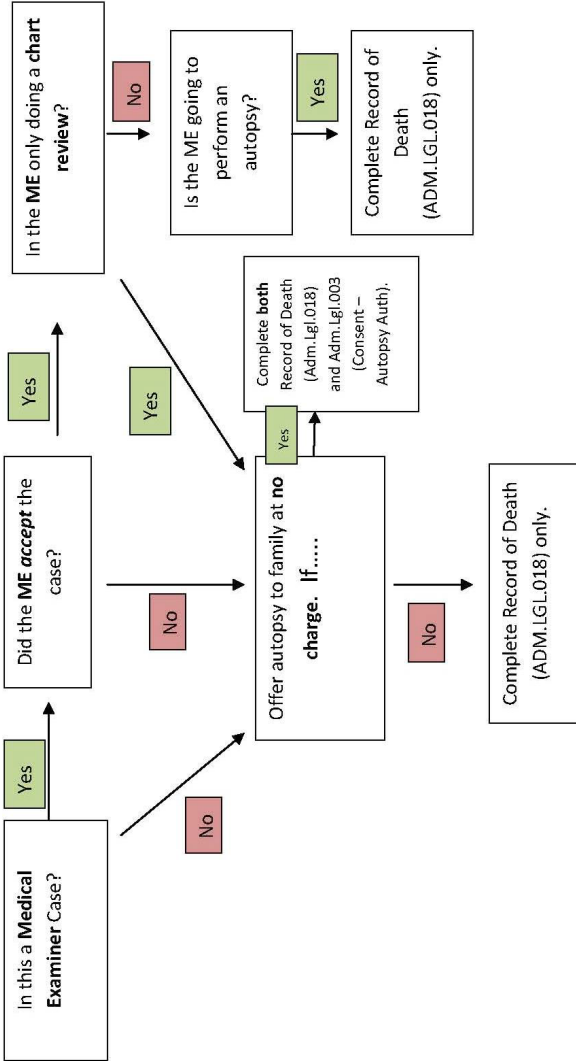 In this a Medical
Examiner Case?
Yes
No
Did the ME accept the
case?
Yes
No
In the ME only doing a chart
review?
Yes
No
Is the ME going to
perform an
autopsy?
Yes
Complete Record of
Death
(ADM.LGL.018) only.
Offer autopsy to family at no
charge. If.....
Yes
Complete both
Record of Death
(Adm.Lgl.018)
and Adm.Lgl.003
(Consent –
Autopsy Auth).
No
Complete Record of Death
(ADM.LGL.018) only.